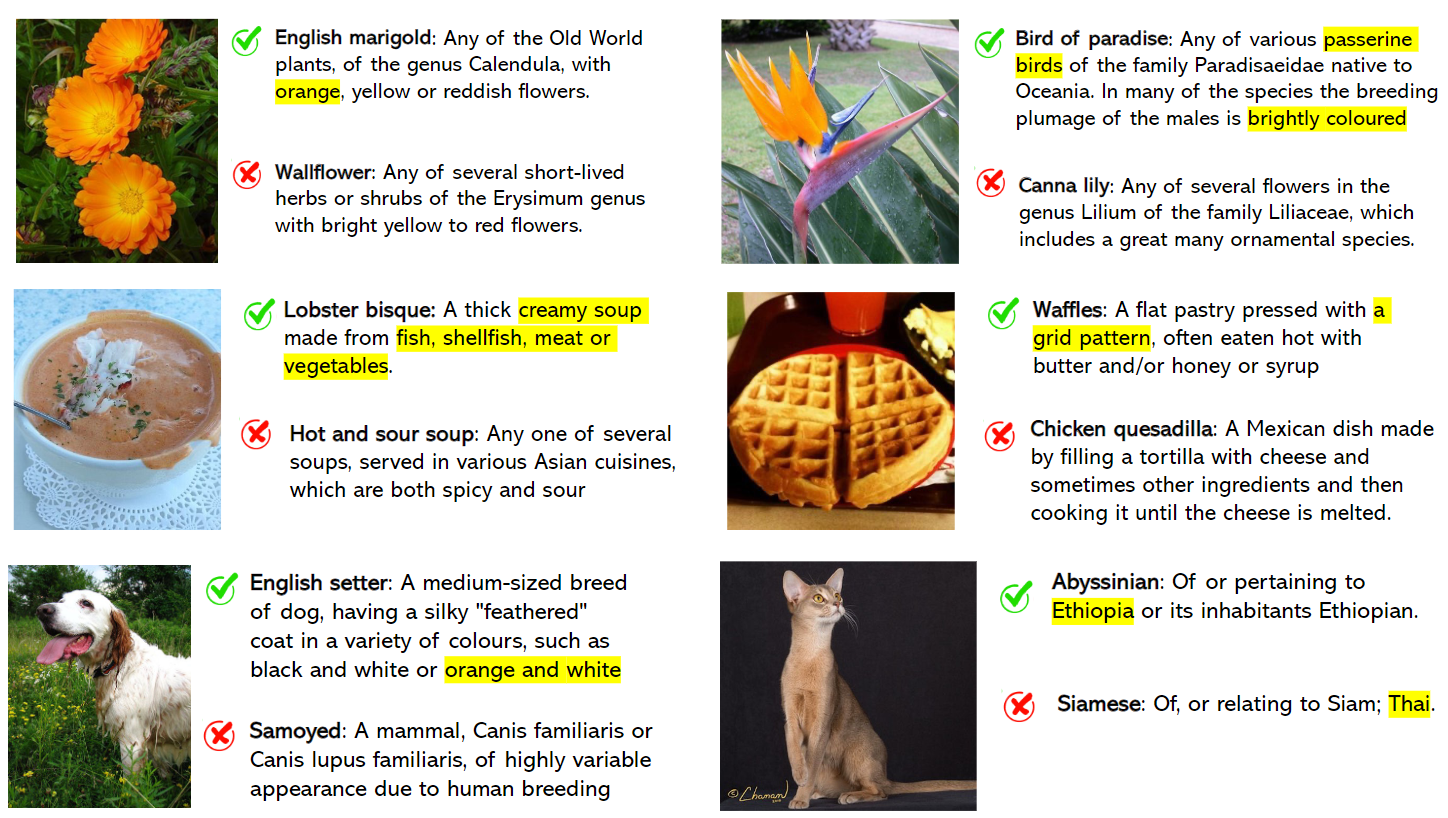 English marigold: Any of the Old World
plants, of the genus Calendula, with
orange, yellow or reddish flowers.
Wallflower: Any of several short-lived
herbs or shrubs of the Erysimum genus
with bright yellow to red flowers.
Bird of paradise: Any of various passerine
birds of the family Paradisaeidae native to
Oceania. In many of the species the breeding
plumage of the males is brightly coloured
Canna lily: Any of several flowers in the
genus Lilium of the family Liliaceae, which
includes a great many ornamental species.
Lobster bisque: A thick creamy soup
made from fish, shellfish, meat or
vegetables.
Hot and sour soup: Any one of several
soups, served in various Asian cuisines,
which are both spicy and sour
Waffles: A flat pastry pressed with a
grid pattern, often eaten hot with
butter and/or honey or syrup
Chicken quesadilla: A Mexican dish made
by filling a tortilla with cheese and
sometimes other ingredients and then
cooking it until the cheese is melted.
English setter: A medium-sized breed
of dog, having a silky "feathered"
coat in a variety of colours, such as
black and white or orange and white
Samoyed: A mammal, Canis familiaris or
Canis lupus familiaris, of highly variable
appearance due to human breeding
©Chanan
Abyssinian: Of or pertaining to
Ethiopia or its inhabitants Ethiopian.
Siamese: Of, or relating to Siam; Thai.